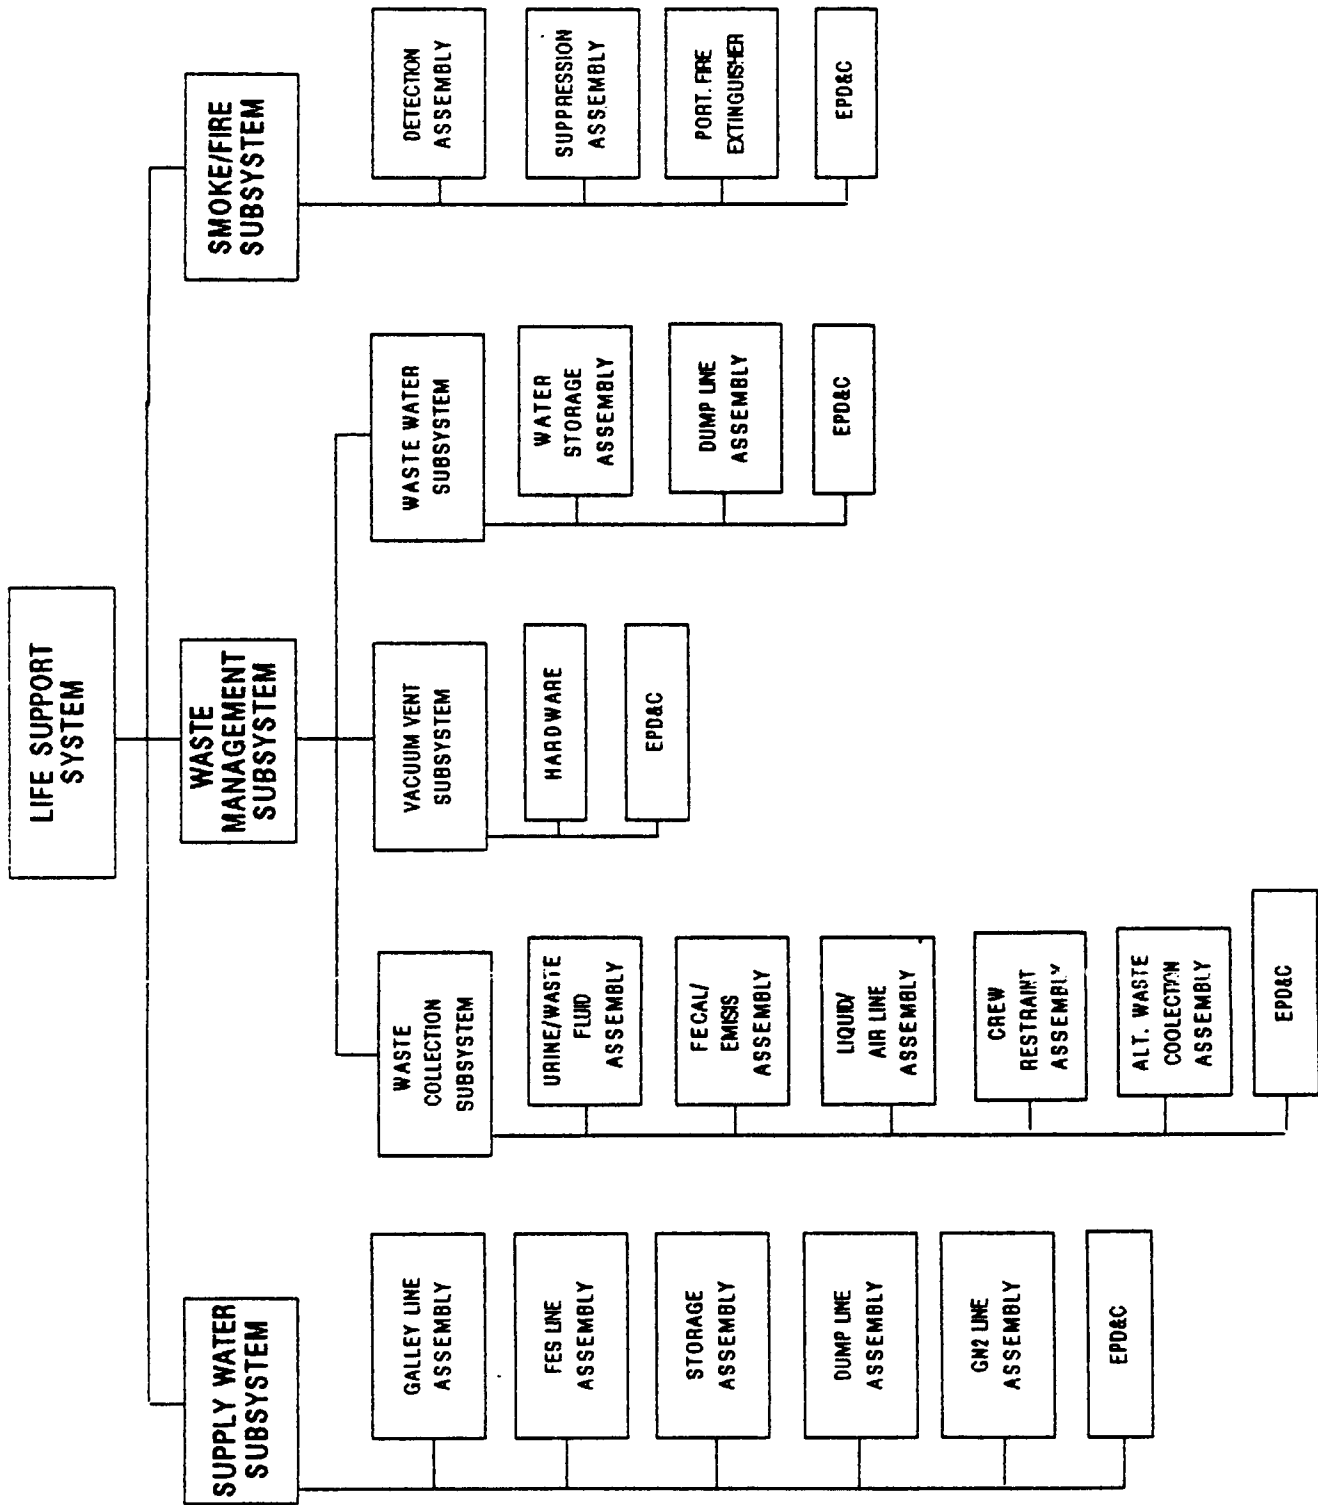 LIFE SUPPORT
SYSTEM
SUPPLY WATER
SUBSYSTEM
GALLEY LINE
ASSEMBLY
FES LINE
ASSEMBLY
STORAGE
ASSEMBLY
DUMP LINE
ASSEMBLY
GN2 LINE
ASSEMBLY
EPD&C
WASTE
MANAGEMENT
SUBSYSTEM
WASTE
COLLECTION
SUBSYSTEM
URINE/WASTE
FLUID
ASSEMBLY
FECAL/
EMISIS
ASSEMBLY
LIQUID/
AIR LINE
ASSEMBLY
CREW
RESTRAINT
ASSEMBLY
ALT. WASTE
COOLECTION
ASSEMBLY
EPD&C
VACUUM VENT
SUBSYSTEM
HARDWARE
EPD&C
WASTE WATER
SUBSYSTEM
WATER
STORAGE
ASSEMBLY
DUMP LINE
ASSEMBLY
EPD&C
SMOKE/FIRE
SUBSYSTEM
DETECTION
ASSEMBLY
SUPPRESSION
ASSEMBLY
PORT. FIRE
EXTINGUISHER
EPD&C